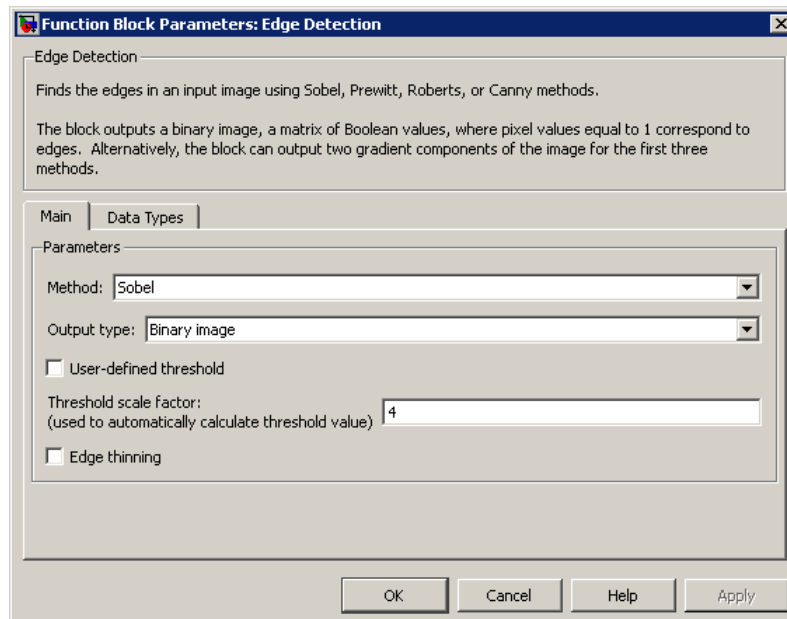 Function Block Parameters: Edge Detection
Edge Detection
Finds the edges in an input image using Sobel, Prewitt, Roberts, or Canny methods.
The block outputs a binary image, a matrix of Boolean values, where pixel values equal to 1 correspond to
edges.  Alternatively, the block can output two gradient components of the image for the first three
methods.
Main Data Types
Parameters
Method: Sobel
Output type: Binary image
User-defined threshold
Threshold scale factor:
(used to automatically calculate threshold value) 4
Edge thinning
OK Cancel Help Apply